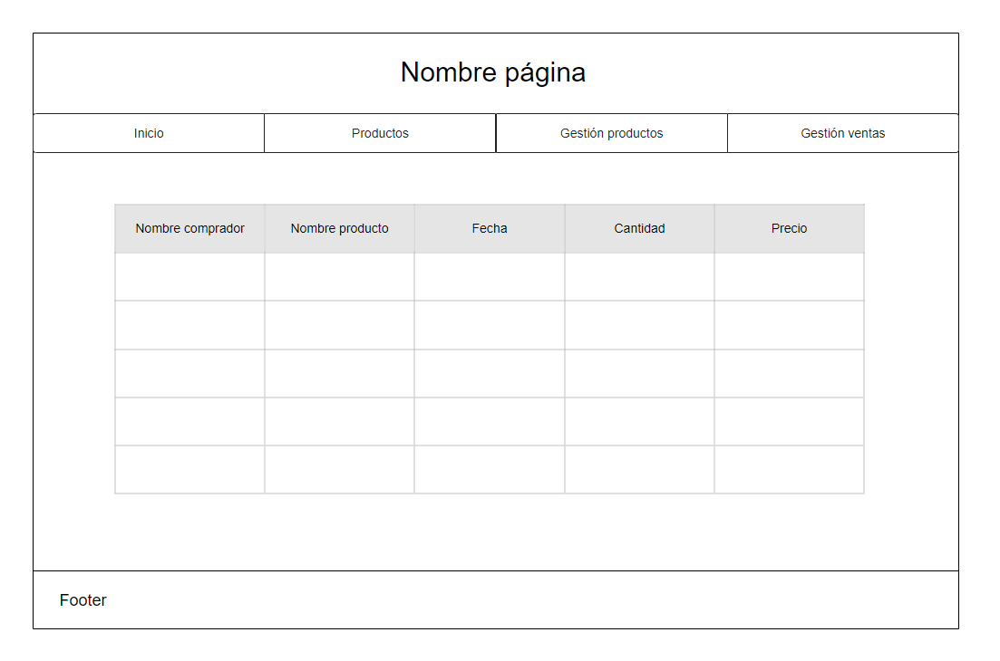 Nombre página
Inicio Productos Gestión productos Gestión ventas
Nombre comprador Nombre producto Fecha Cantidad Precio
Footer